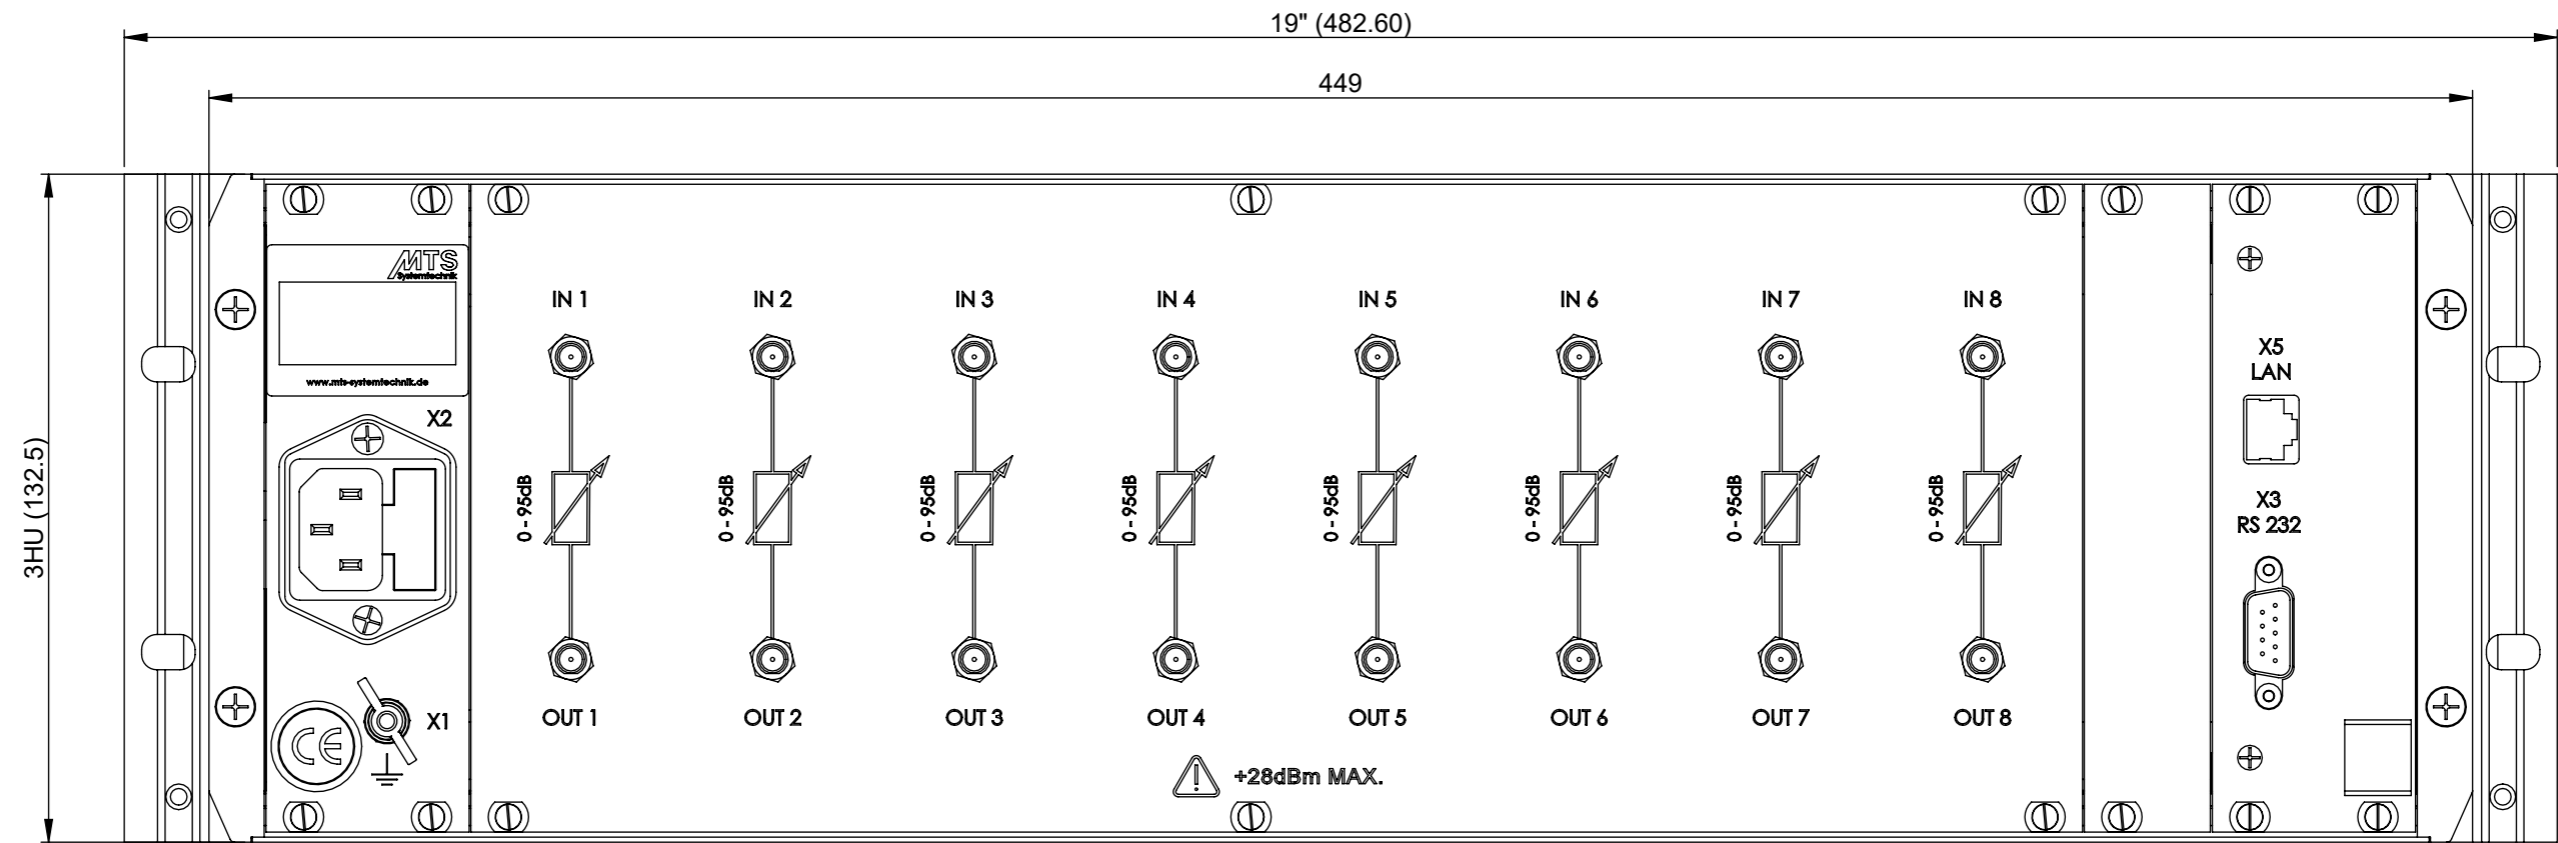 19" (482.60)
449
3HU (132.5)
MTS
Systemtechnik
www.mts-systemtechnik.de
X2
X1
CE
IN 1
IN 2
IN 3
IN 4
IN 5
IN 6
IN 7
IN 8
0 - 95dB
0 - 95dB
0 - 95dB
0 - 95dB
0 - 95dB
0 - 95dB
0 - 95dB
0 - 95dB
OUT 1
OUT 2
OUT 3
OUT 4
OUT 5
OUT 6
OUT 7
OUT 8
! +28dBm MAX.
X5
LAN
X3
RS 232